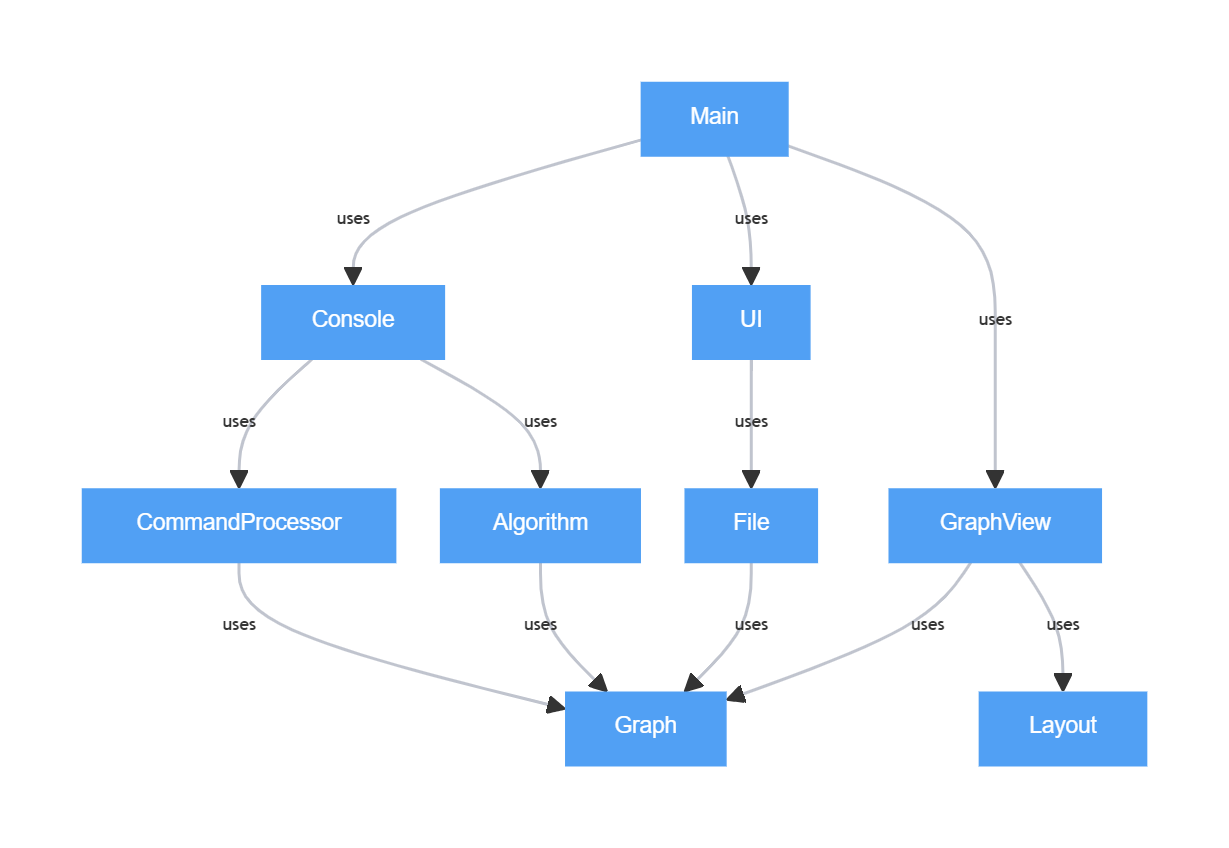 Main
uses
uses
uses
Console
UI
uses
uses
uses
CommandProcessor
Algorithm
File
GraphView
uses
uses
uses
uses
uses
Graph
Layout